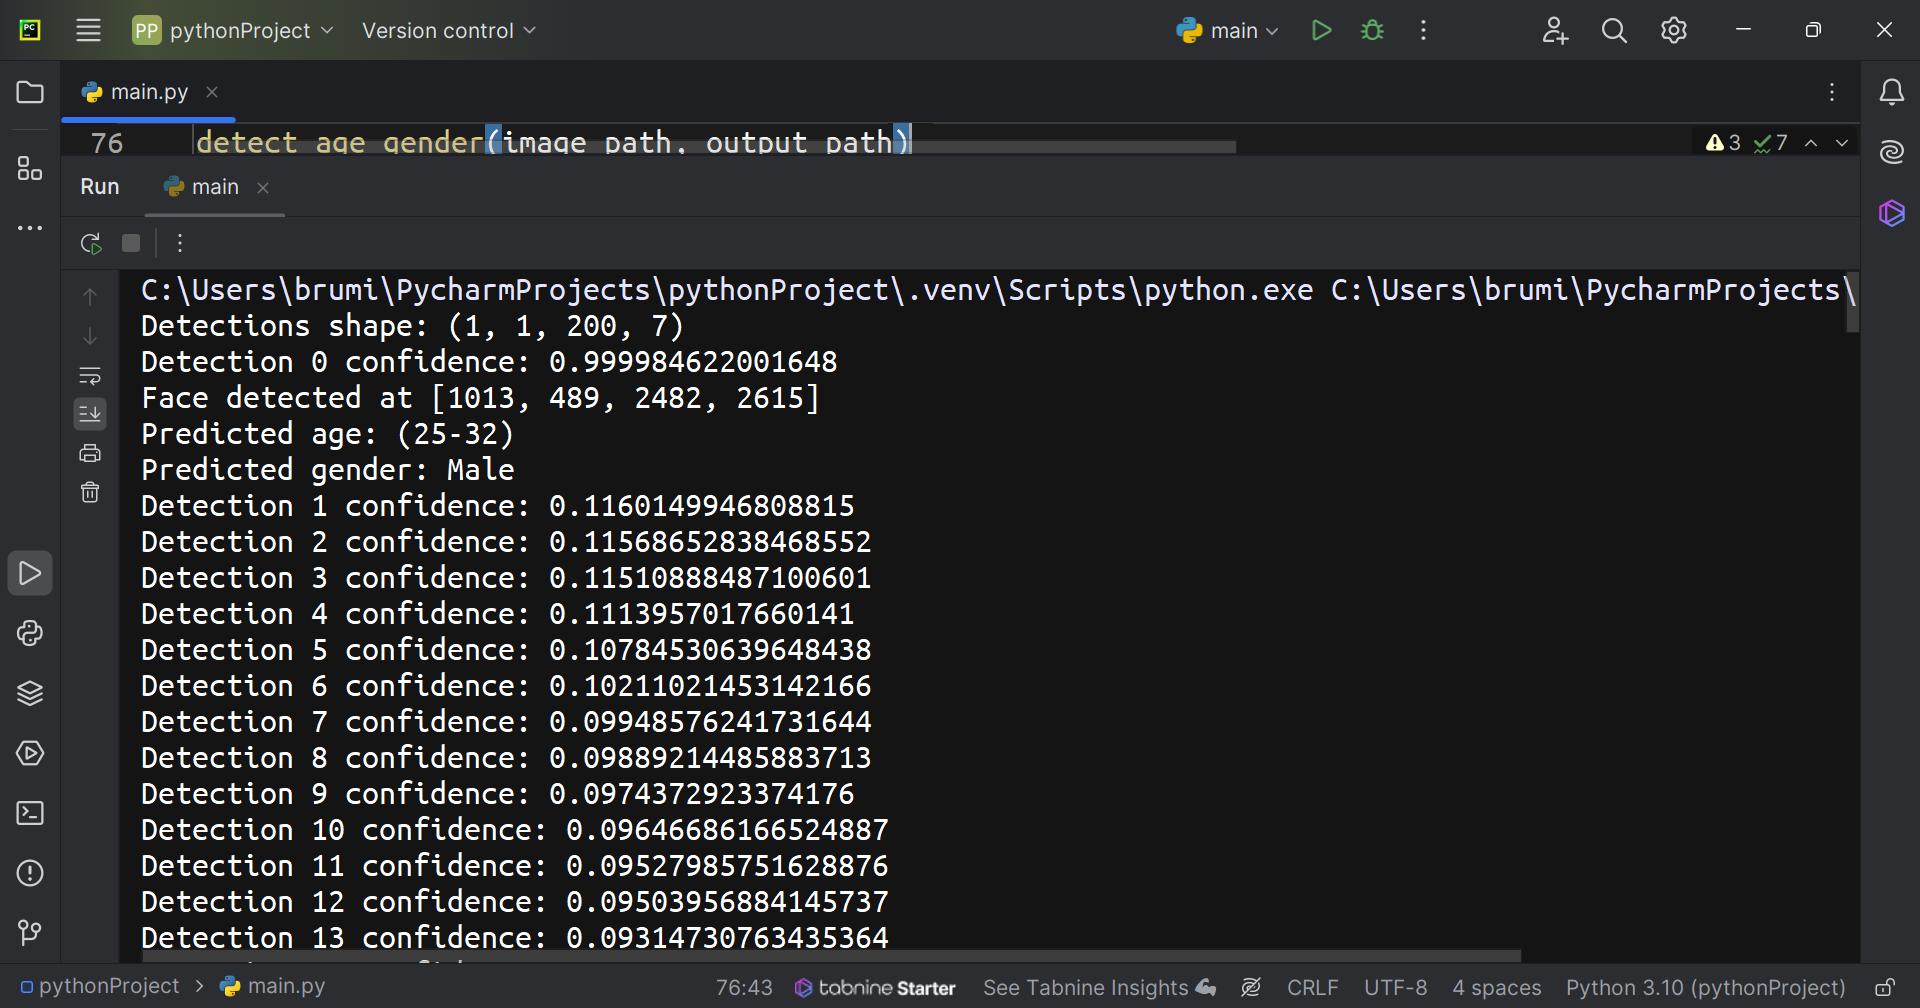 PC
PP pythonProject Version control main
main.py
76 detect_age_gender(image_path, output_path) 3 7
Run main
C:\Users\brumi\PycharmProjects\pythonProject\.venv\Scripts\python.exe C:\Users\brumi\PycharmProjects\
Detections shape: (1, 1, 200, 7)
Detection 0 confidence: 0.999984622001648
Face detected at [1013, 489, 2482, 2615]
Predicted age: (25-32)
Predicted gender: Male
Detection 1 confidence: 0.1160149946808815
Detection 2 confidence: 0.11568652838468552
Detection 3 confidence: 0.11510888487100601
Detection 4 confidence: 0.1113957017660141
Detection 5 confidence: 0.10784530639648438
Detection 6 confidence: 0.10211021453142166
Detection 7 confidence: 0.09948576241731644
Detection 8 confidence: 0.09889214485883713
Detection 9 confidence: 0.0974372923374176
Detection 10 confidence: 0.09646686166524887
Detection 11 confidence: 0.09527985751628876
Detection 12 confidence: 0.09503956884145737
Detection 13 confidence: 0.09314730763435364
pythonProject > main.py 76:43 tabnine Starter See Tabnine Insights CRLF UTF-8 4 spaces Python 3.10 (pythonProject)